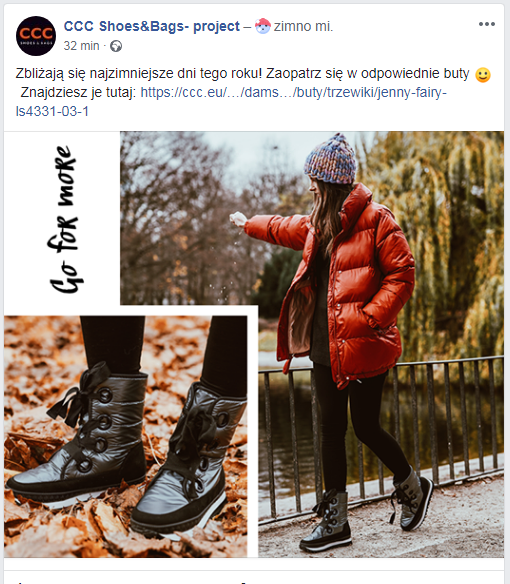 CCC
SHOES & BAGS
CCC Shoes&Bags- project – zimno mi.
32 min ·
Zbliżają się najzimniejsze dni tego roku! Zaopatrz się w odpowiednie buty
Znajdziesz je tutaj: https://ccc.eu/…/dams…/buty/trzewiki/jenny-fairy-
ls4331-03-1
Go for more